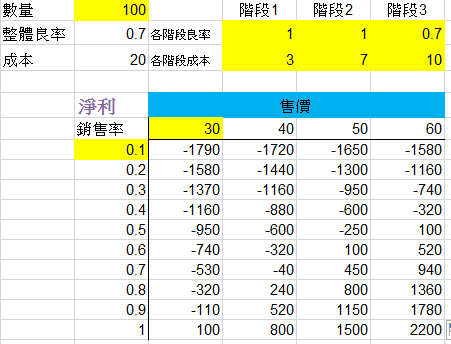 數量 100 階段1 階段2 階段3
整體良率 0.7 各階段良率 1 1 0.7
成本 20 各階段成本 3 7 10
淨利 售價
銷售率 30 40 50 60
0.1 -1790 -1720 -1650 -1580
0.2 -1580 -1440 -1300 -1160
0.3 -1370 -1160 -950 -740
0.4 -1160 -880 -600 -320
0.5 -950 -600 -250 100
0.6 -740 -320 100 520
0.7 -530 -40 450 940
0.8 -320 240 800 1360
0.9 -110 520 1150 1780
1 100 800 1500 2200